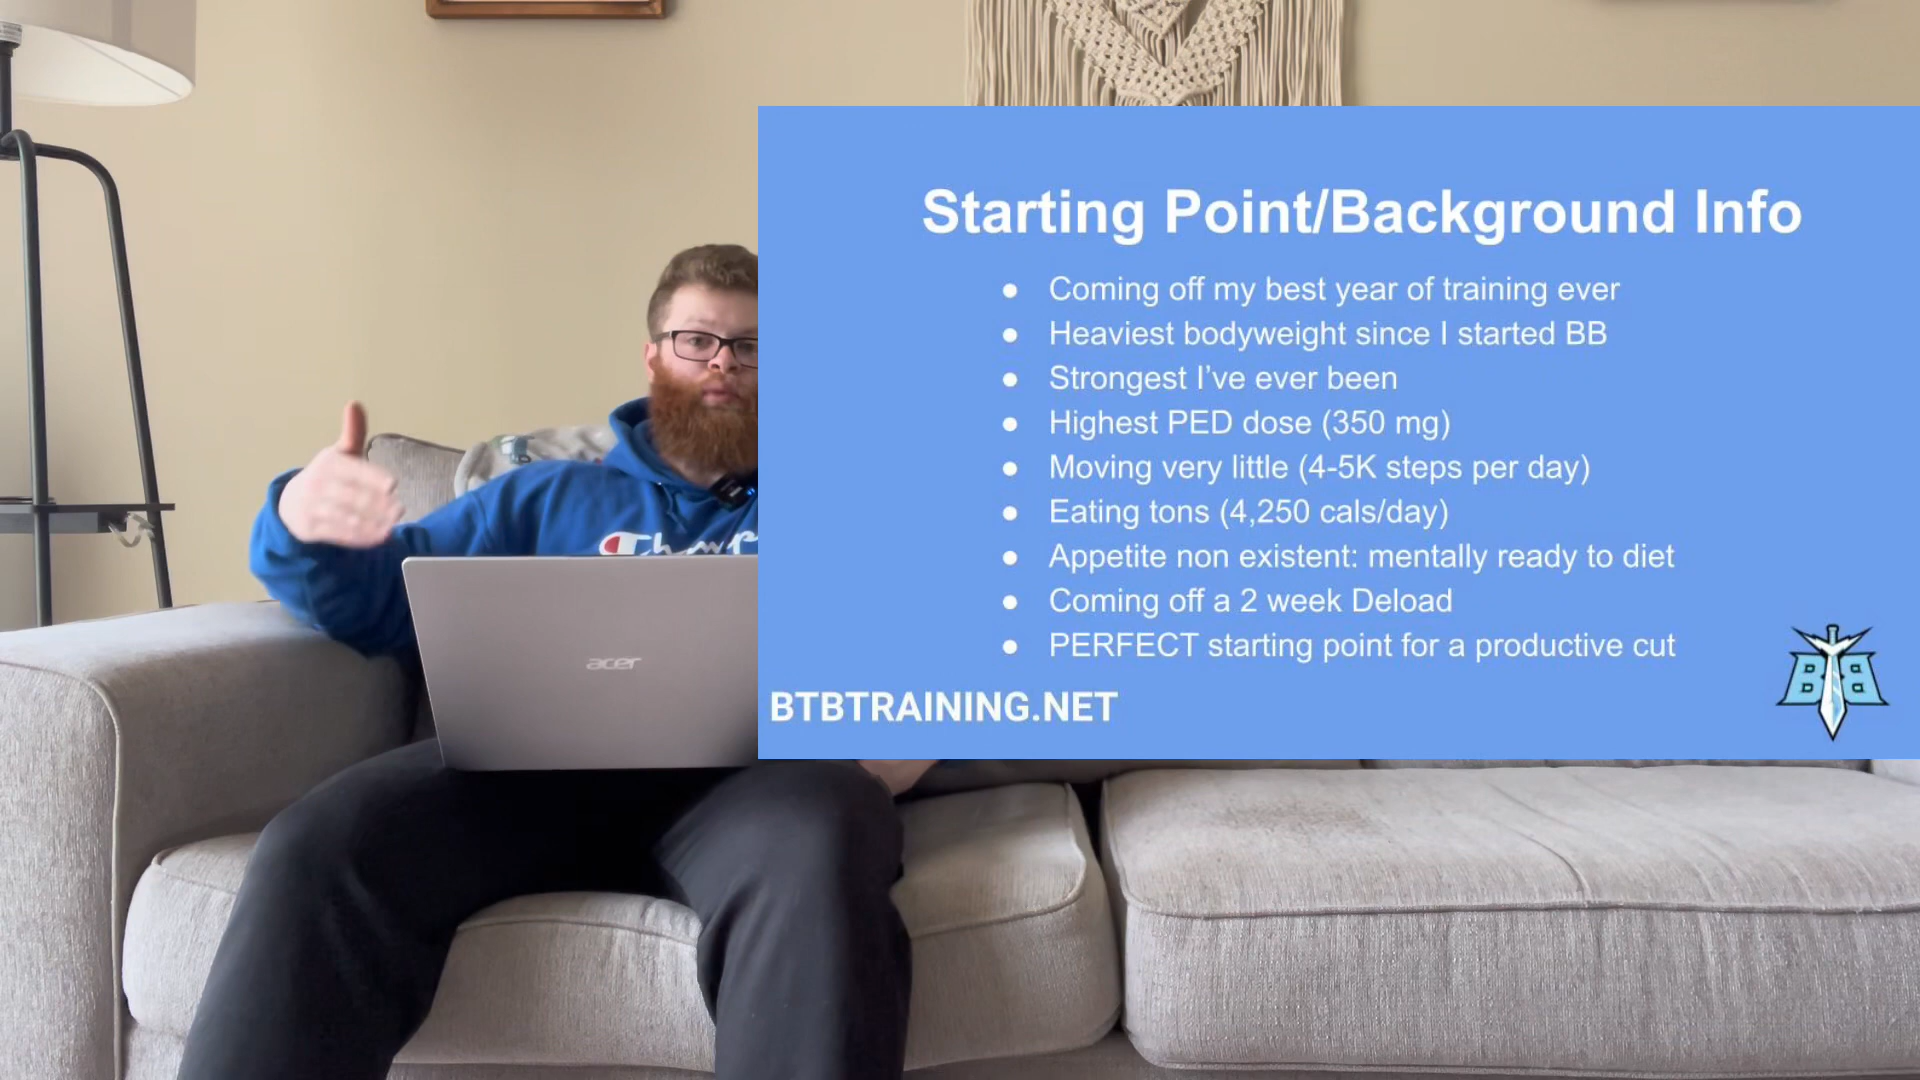 Starting Point/Background Info
● Coming off my best year of training ever
● Heaviest bodyweight since I started BB
● Strongest I’ve ever been
● Highest PED dose (350 mg)
● Moving very little (4-5K steps per day)
● Eating tons (4,250 cals/day)
● Appetite non existent: mentally ready to diet
● Coming off a 2 week Deload
● PERFECT starting point for a productive cut
BTBTRAINING.NET
BTB
Champ
acer